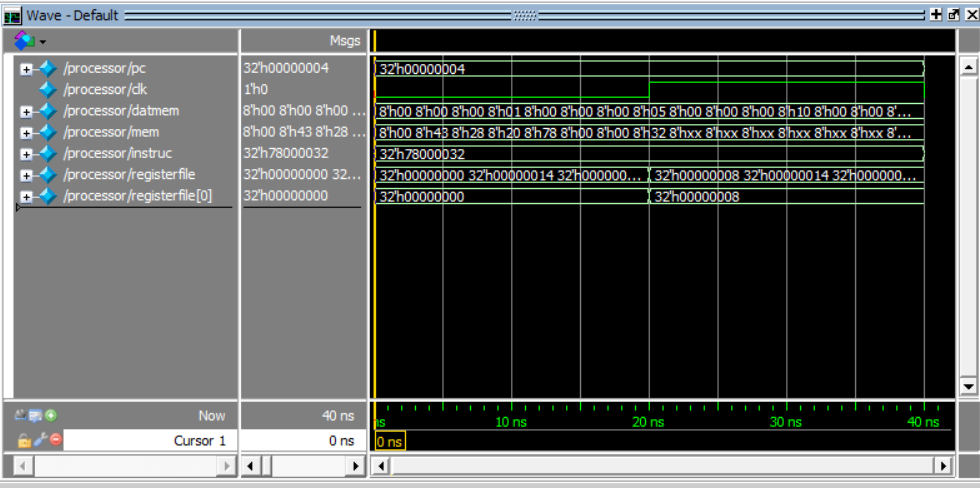 Wave - Default
Msgs
/processor/pc 32'h00000004 32'h00000004
/processor/clk 1'h0
/processor/datmem 8'h00 8'h00 8'h00 ... 8'h00 8'h00 8'h00 8'h01 8'h00 8'h00 8'h00 8'h05 8'h00 8'h00 8'h00 8'h10 8'h00 8'h00 8'...
/processor/mem 8'h00 8'h43 8'h28 ... 8'h00 8'h43 8'h28 8'h20 8'h78 8'h00 8'h00 8'h32 8'hxx 8'hxx 8'hxx 8'hxx 8'hxx 8'hxx 8'...
/processor/instruc 32'h78000032 32'h78000032
/processor/registerfile 32'h00000000 32... 32'h00000000 32'h00000014 32'h000000... 32'h00000008 32'h00000014 32'h000000...
/processor/registerfile[0] 32'h00000000 32'h00000000 32'h00000008
Now 40 ns ns 10 ns 20 ns 30 ns 40 ns
Cursor 1 0 ns 0 ns